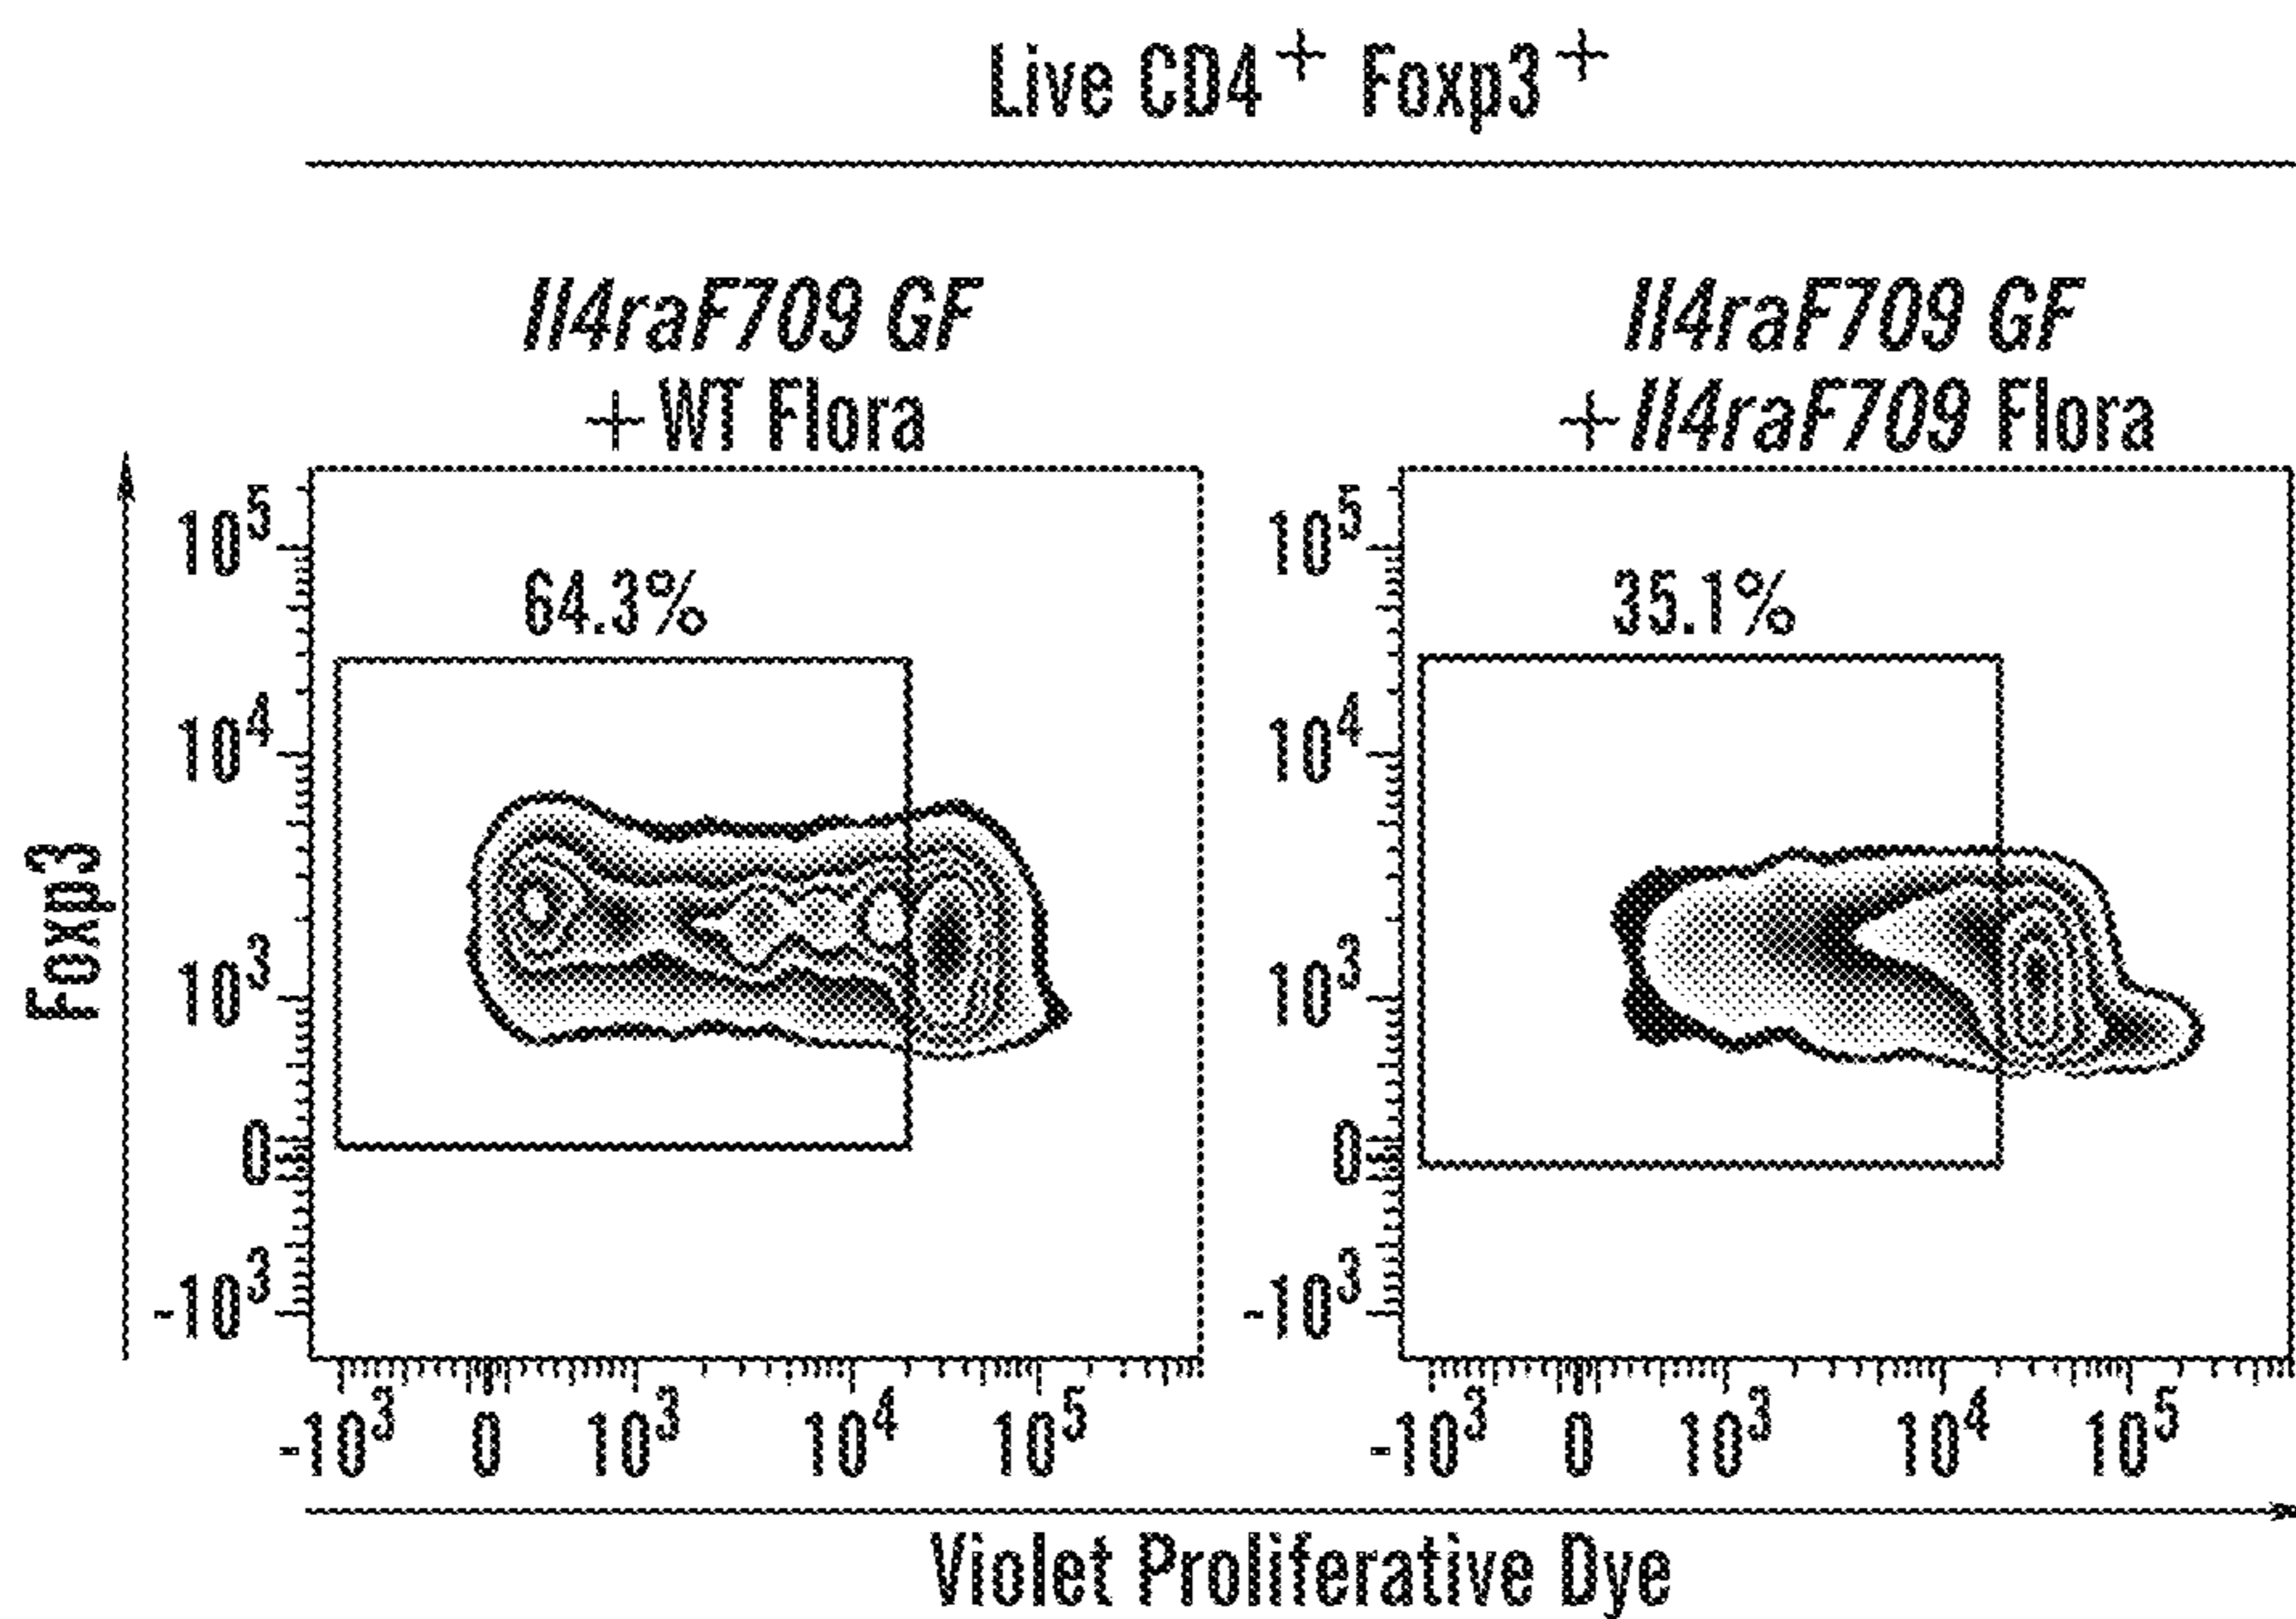 Live CD4⁺ Foxp3⁺
Il4raF709 GF
+WT Flora
Il4raF709 GF
+Il4raF709 Flora
Foxp3
10⁵
10⁴
10³
0
-10³
64.3%
-10³ 0 10³ 10⁴ 10⁵
10⁵
10⁴
10³
0
-10³
35.1%
-10³ 0 10³ 10⁴ 10⁵
Violet Proliferative Dye